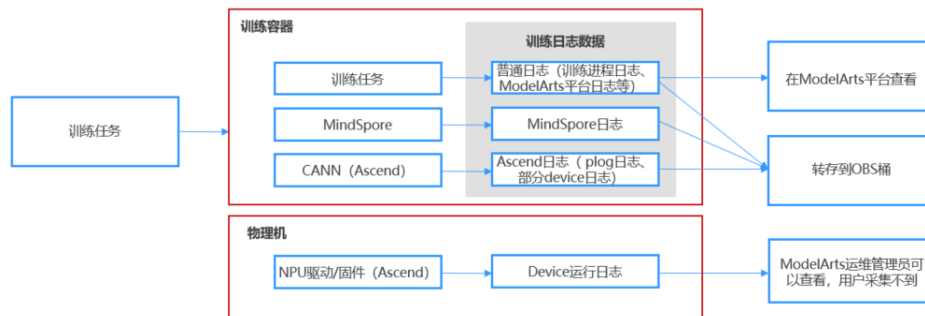 训练容器
训练日志数据
训练任务
训练任务
普通日志（训练进程日志、
ModelArts平台日志等）
在ModelArts平台查看
MindSpore
MindSpore日志
CANN（Ascend）
Ascend日志（ plog日志、
部分device日志）
转存到OBS桶
物理机
NPU驱动/固件（Ascend）
Device运行日志
ModelArts运维管理员可
以查看，用户采集不到